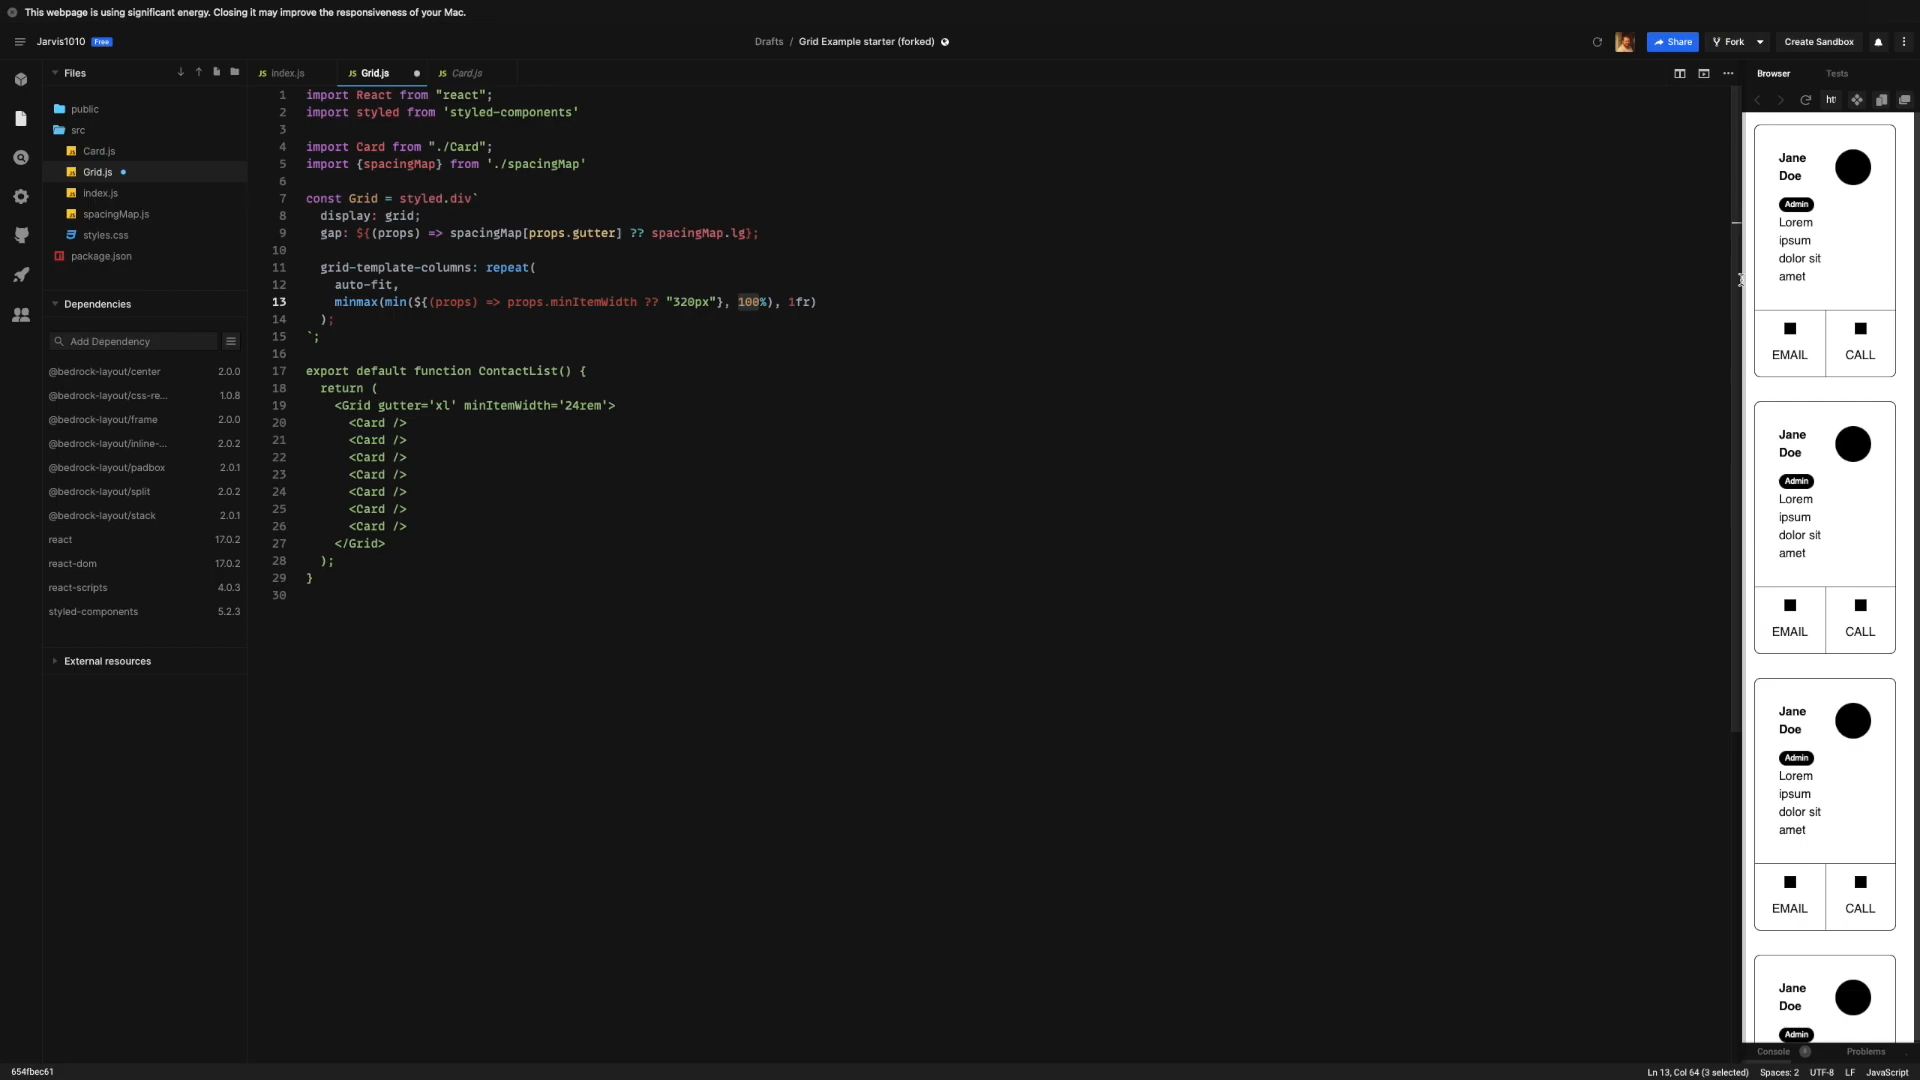 This webpage is using significant energy. Closing it may improve the responsiveness of your Mac.
Jarvis1010 Free
Drafts / Grid Example starter (forked)
Share
Fork
Create Sandbox
Files
public
src
Card.js
Grid.js
index.js
spacingMap.js
styles.css
package.json
Dependencies
Add Dependency
@bedrock-layout/center 2.0.0
@bedrock-layout/css-re... 1.0.8
@bedrock-layout/frame 2.0.0
@bedrock-layout/inline-... 2.0.2
@bedrock-layout/padbox 2.0.1
@bedrock-layout/split 2.0.2
@bedrock-layout/stack 2.0.1
react 17.0.2
react-dom 17.0.2
react-scripts 4.0.3
styled-components 5.2.3
External resources
JS index.js
JS Grid.js
JS Card.js
1 import React from "react";
2 import styled from 'styled-components'
3
4 import Card from "./Card";
5 import {spacingMap} from './spacingMap'
6
7 const Grid = styled.div`
8 display: grid;
9 gap: ${(props) => spacingMap[props.gutter] ?? spacingMap.lg};
10
11 grid-template-columns: repeat(
12 auto-fit,
13 minmax(min(${(props) => props.minItemWidth ?? "320px"}, 100%), 1fr)
14 );
15 `;
16
17 export default function ContactList() {
18 return (
19 <Grid gutter='xl' minItemWidth='24rem'>
20 <Card />
21 <Card />
22 <Card />
23 <Card />
24 <Card />
25 <Card />
26 <Card />
27 </Grid>
28 );
29 }
30
Browser
Tests
ht
Jane
Doe
Admin
Lorem
ipsum
dolor sit
amet
EMAIL CALL
Jane
Doe
Admin
Lorem
ipsum
dolor sit
amet
EMAIL CALL
Jane
Doe
Admin
Lorem
ipsum
dolor sit
amet
EMAIL CALL
Jane
Doe
Admin
Console
Problems
654fbec61
Ln 13, Col 64 (3 selected) Spaces: 2 UTF-8 LF JavaScript